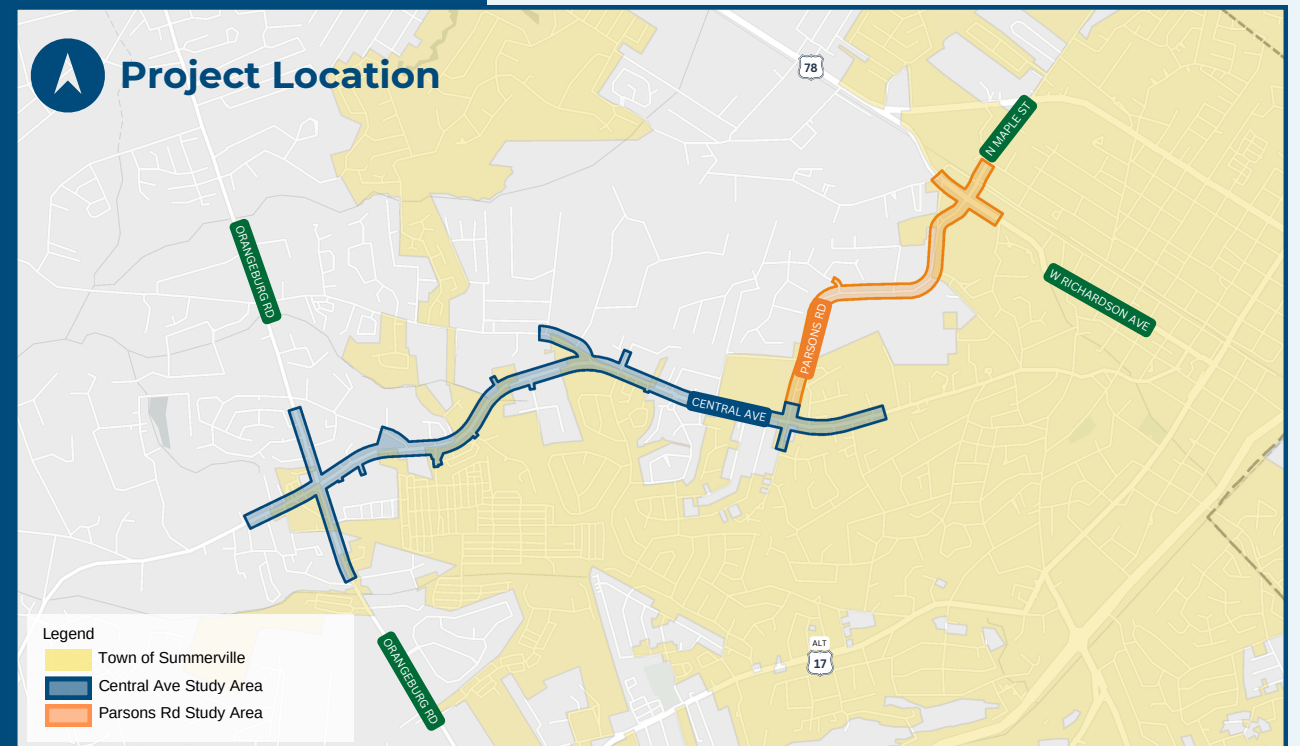 Project Location
78
N MAPLE ST
ORANGEBURG RD
W RICHARDSON AVE
PARSONS RD
CENTRAL AVE
ORANGEBURG RD
ALT
17
Legend
Town of Summerville
Central Ave Study Area
Parsons Rd Study Area